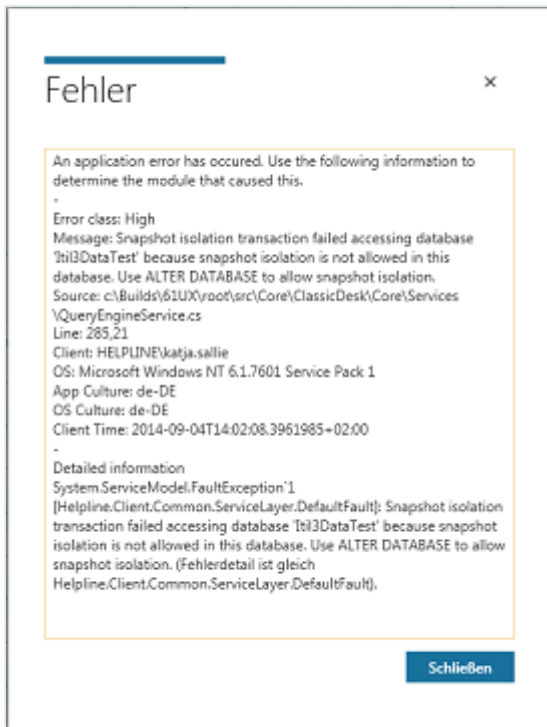 Fehler
×
An application error has occured. Use the following information to
determine the module that caused this.
-
Error class: High
Message: Snapshot isolation transaction failed accessing database
'Itil3DataTest' because snapshot isolation is not allowed in this
database. Use ALTER DATABASE to allow snapshot isolation.
Source: c:\Builds\61UX\root\src\Core\ClassicDesk\Core\Services
\QueryEngineService.cs
Line: 285,21
Client: HELPLINE\katja.sallie
OS: Microsoft Windows NT 6.1.7601 Service Pack 1
App Culture: de-DE
OS Culture: de-DE
Client Time: 2014-09-04T14:02:08.3961985+02:00
-
Detailed information
System.ServiceModel.FaultException`1
[Helpline.Client.Common.ServiceLayer.DefaultFault]: Snapshot isolation
transaction failed accessing database 'Itil3DataTest' because snapshot
isolation is not allowed in this database. Use ALTER DATABASE to allow
snapshot isolation. (Fehlerdetail ist gleich
Helpline.Client.Common.ServiceLayer.DefaultFault).
Schließen